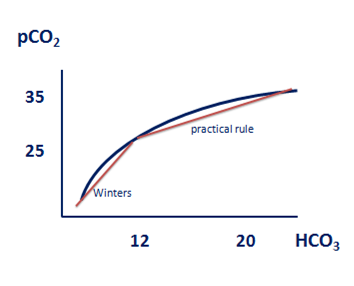 pCO₂
35
practical rule
25
Winters
12 20 HCO₃